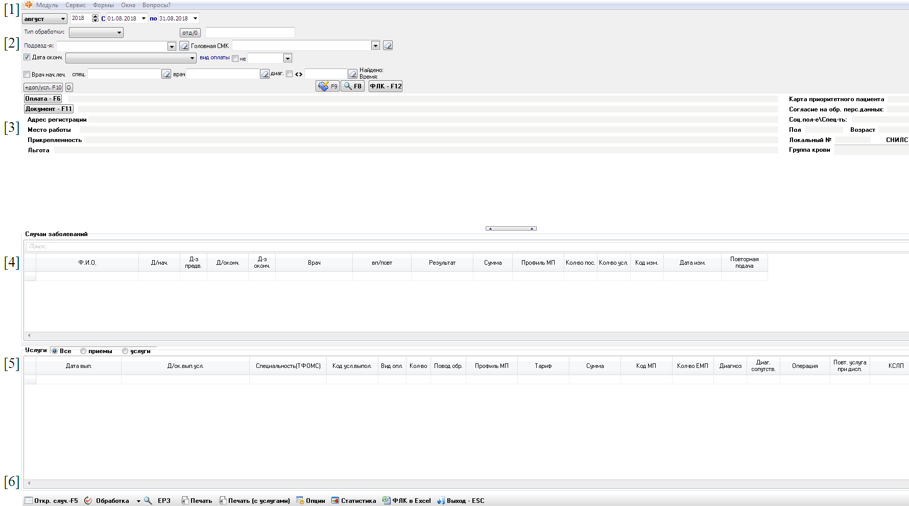 [1] Модуль Сервис Формы Окна Вопросы?
август 2018 С 01.08.2018 по 31.08.2018
Тип обработки: отд/О
[2] Подразд-я: Головная СМК
Дата оконч. вид оплаты не
Врач нач.леч. спец. врач диаг. <> Найдено:
Время:
+доп/усл. F10 F9 F8 ФЛК - F12
Оплата - F6 Карта приоритетного пациента
Документ - F11 Согласие на обр. перс.данных:
Адрес регистрации Соц.пол-е\Спец-ть:
[3] Место работы Пол Возраст
Прикрепленность Локальный № СНИЛС
Льгота Группа крови
Случаи заболеваний
Поиск
[4] Ф.И.О. Д/нач. Д-з предв. Д/оконч. Д-з оконч. Врач вп/повт Результат Сумма Профиль МП Кол-во пос. Кол-во усл. Код изм. Дата изм. Повторная подача
Услуги Все приемы услуги
[5] Дата вып. Д/ок.вып.усл. Специальность(ТФОМС) Код усл.выпол. Вид опл. Кол-во Повод обр. Профиль МП Тариф Сумма Код МП Кол-во ЕМП Диагноз Диаг. сопутств. Операция Повт. услуга при дисп. КСЛП
[6]
Откр. случ.-F5 Обработка ЕРЗ Печать Печать (с услугами) Опции Статистика ФЛК в Excel Выход - ESC